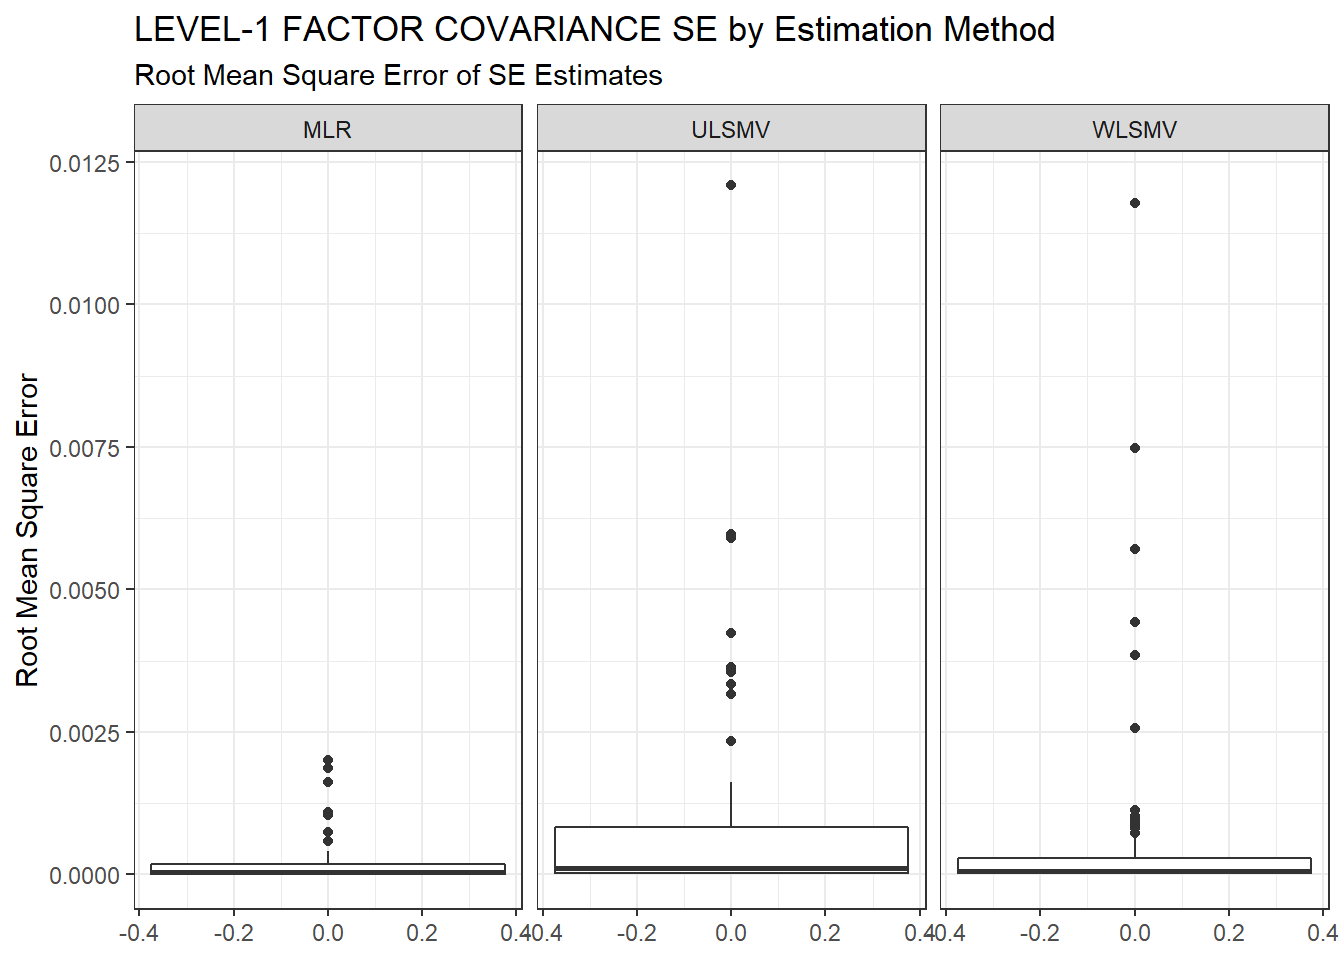 LEVEL-1 FACTOR COVARIANCE SE by Estimation Method
Root Mean Square Error of SE Estimates
MLR ULSMV WLSMV
Root Mean Square Error
0.0125
0.0100
0.0075
0.0050
0.0025
0.0000
-0.4 -0.2 0.0 0.2 0.4 -0.4 -0.2 0.0 0.2 0.4 -0.4 -0.2 0.0 0.2 0.4